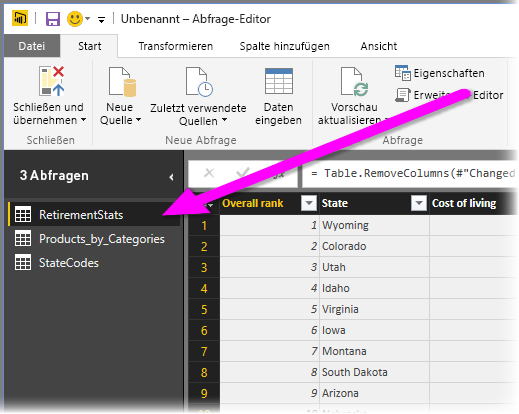 Unbenannt – Abfrage-Editor
Datei Start Transformieren Spalte hinzufügen Ansicht
Schließen und übernehmen
Neue Quelle
Zuletzt verwendete Quellen
Daten eingeben
Vorschau aktualisieren
Eigenschaften
Editor
Schließen Neue Abfrage Abfrage
3 Abfragen
= Table.RemoveColumns(#"Changed
RetirementStats
Products_by_Categories
StateCodes
Overall rank State Cost of living
1 1 Wyoming
2 2 Colorado
3 3 Utah
4 4 Idaho
5 5 Virginia
6 6 Iowa
7 7 Montana
8 8 South Dakota
9 9 Arizona